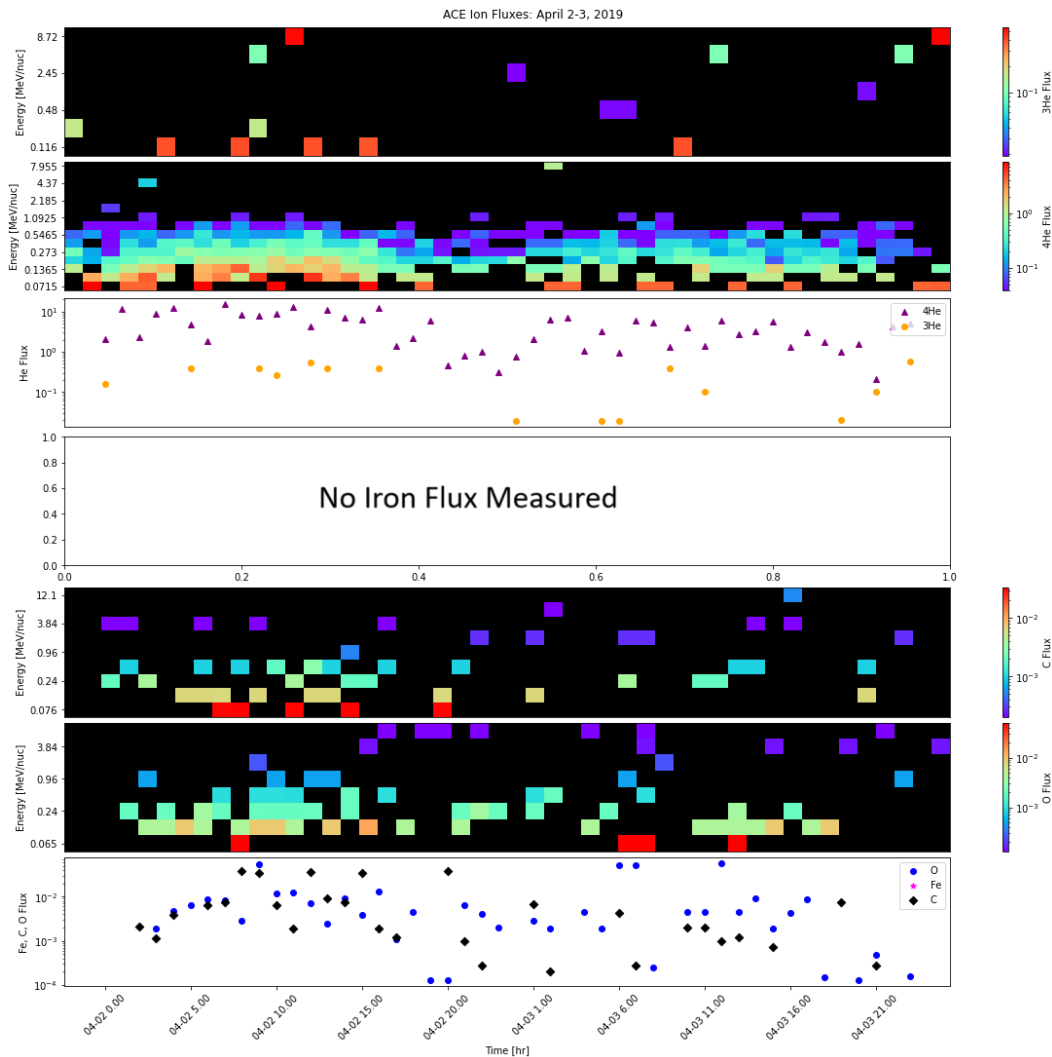 ACE Ion Fluxes: April 2-3, 2019
Energy [MeV/nuc]
8.72
2.45
0.48
0.116
10⁻¹
3He Flux
Energy [MeV/nuc]
7.955
4.37
2.185
1.0925
0.5465
0.273
0.1365
0.0715
10⁰
10⁻¹
4He Flux
He Flux
10¹
10⁰
10⁻¹
4He
3He
1.0
0.8
0.6
0.4
0.2
0.0
No Iron Flux Measured
0.0 0.2 0.4 0.6 0.8 1.0
Energy [MeV/nuc]
12.1
3.84
0.96
0.24
0.076
10⁻²
10⁻³
C Flux
Energy [MeV/nuc]
3.84
0.96
0.24
0.065
10⁻²
10⁻³
O Flux
Fe, C, O Flux
10⁻²
10⁻³
10⁻⁴
O
Fe
C
04-02 0.00 04-02 5.00 04-02 10.00 04-02 15.00 04-02 20.00 04-03 1.00 04-03 6.00 04-03 11.00 04-03 16.00 04-03 21.00
Time [hr]